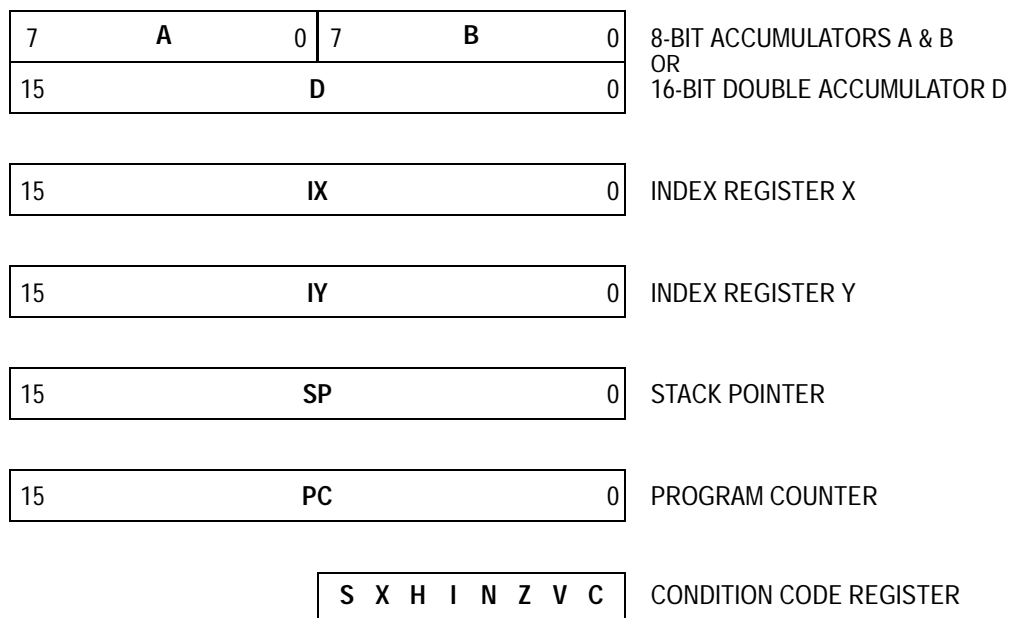 7 A 0 7 B 0 8-BIT ACCUMULATORS A & B
OR
15 D 0 16-BIT DOUBLE ACCUMULATOR D
15 IX 0 INDEX REGISTER X
15 IY 0 INDEX REGISTER Y
15 SP 0 STACK POINTER
15 PC 0 PROGRAM COUNTER
S X H I N Z V C CONDITION CODE REGISTER